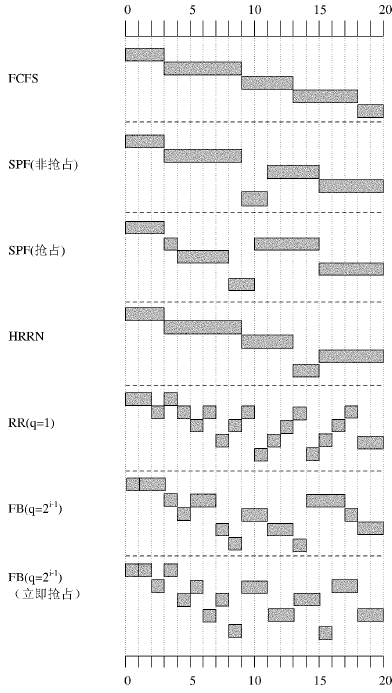 0 5 10 15 20
FCFS
SPF(非抢占)
SPF(抢占)
HRRN
RR(q=1)
FB(q=2^{i-1})
FB(q=2^{i-1})
（立即抢占）
0 5 10 15 20